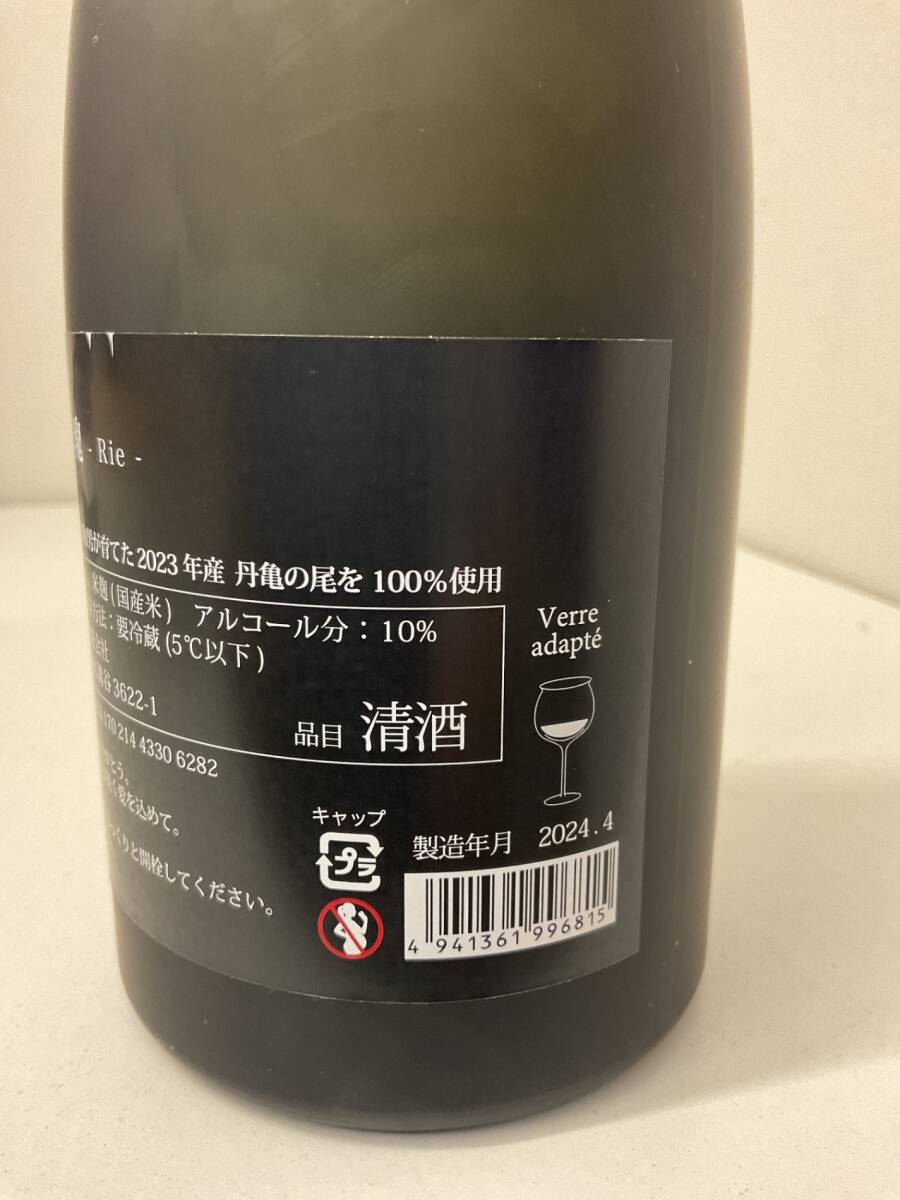 - Rie -
が育てた 2023 年産 丹亀の尾を 100%使用
米麹 (国産米) アルコール分 : 10%
方法 : 要冷蔵 (5℃以下)
会社
谷 3622-1
品目 清酒
170 214 4330 6282
とう。
愛を込めて。
っくりと開栓してください。
Verre
adapté
キャップ
プラ
製造年月 2024.4
4 941361 996815